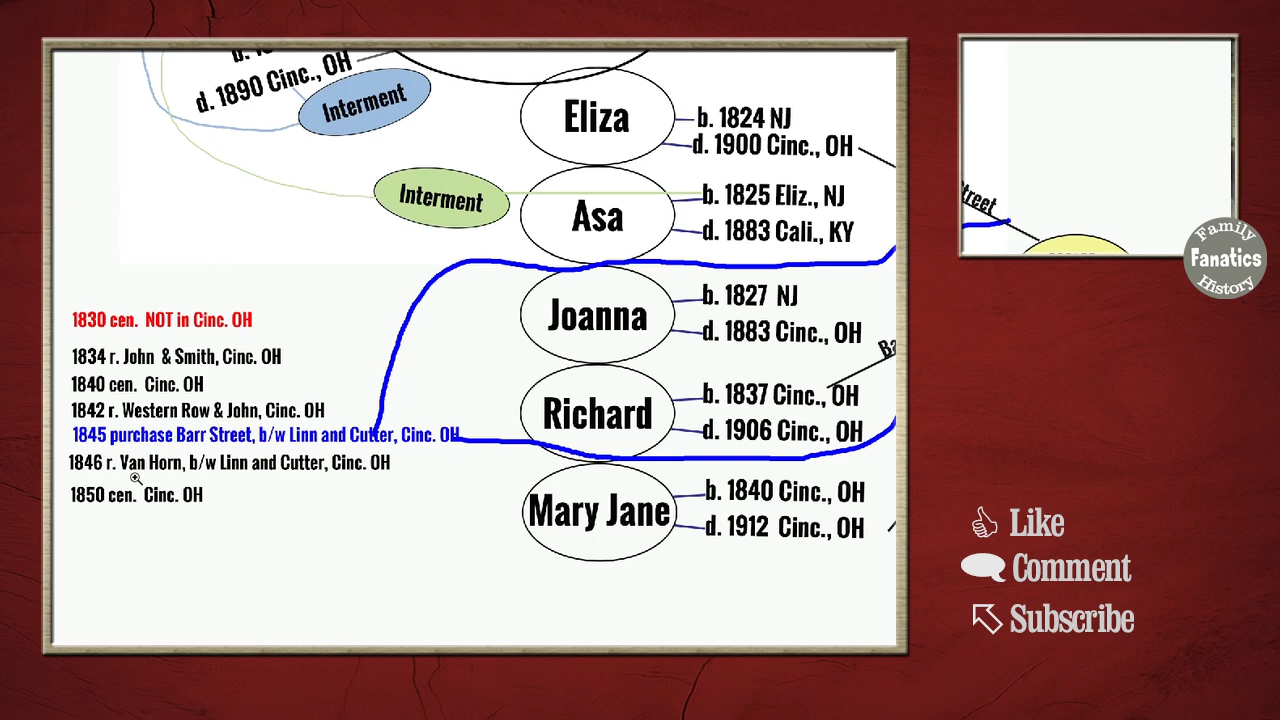 d. 1890 Cinc., OH
Interment
Eliza
b. 1824 NJ
d. 1900 Cinc., OH
Interment
Asa
b. 1825 Eliz., NJ
d. 1883 Cali., KY
Joanna
b. 1827 NJ
d. 1883 Cinc., OH
Richard
b. 1837 Cinc., OH
d. 1906 Cinc., OH
Mary Jane
b. 1840 Cinc., OH
d. 1912 Cinc., OH
1830 cen. NOT in Cinc. OH
1834 r. John & Smith, Cinc. OH
1840 cen. Cinc. OH
1842 r. Western Row & John, Cinc. OH
1845 purchase Barr Street, b/w Linn and Cutter, Cinc. OH
1846 r. Van Horn, b/w Linn and Cutter, Cinc. OH
1850 cen. Cinc. OH
Family
Fanatics
History
Like
Comment
Subscribe